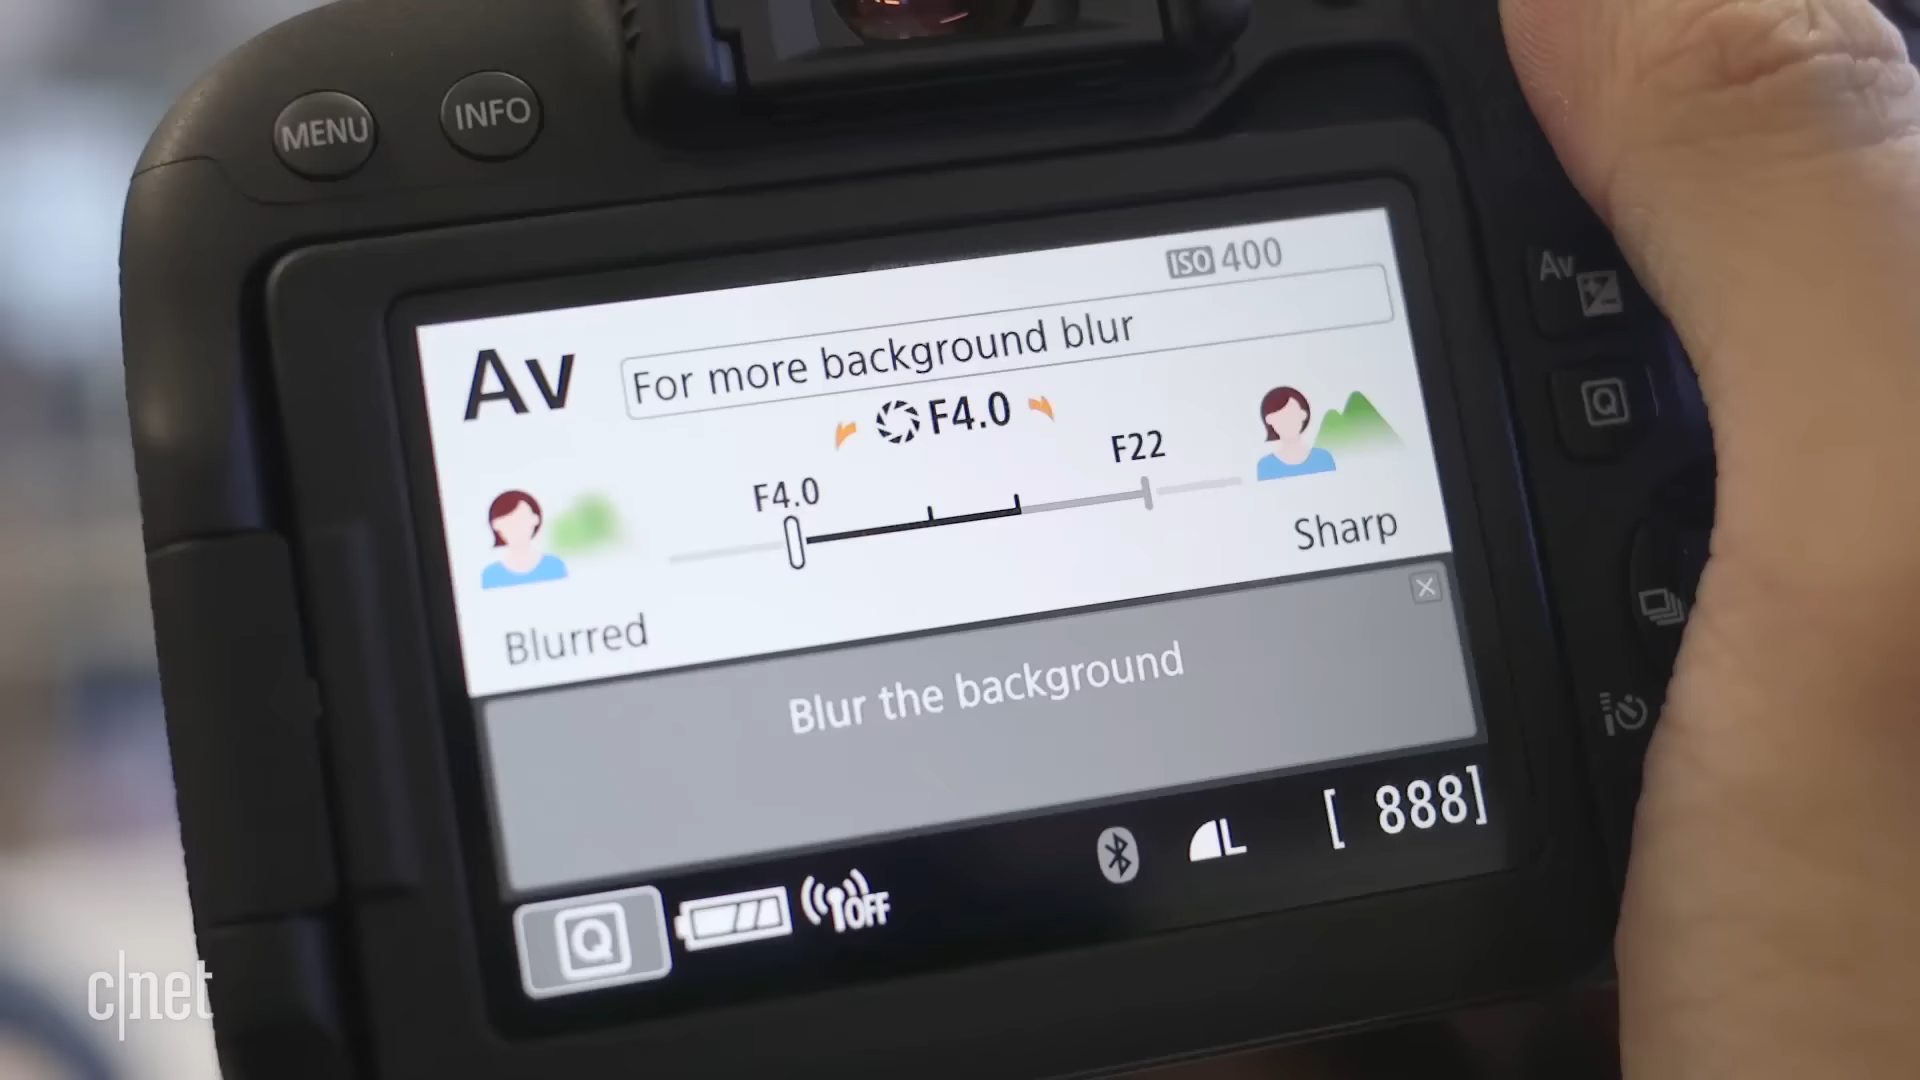 MENU
INFO
ISO 400
Av
For more background blur
F4.0
F4.0
F22
Blurred
Sharp
Blur the background
Q
OFF
L
[ 888]
Av
Q
c|net